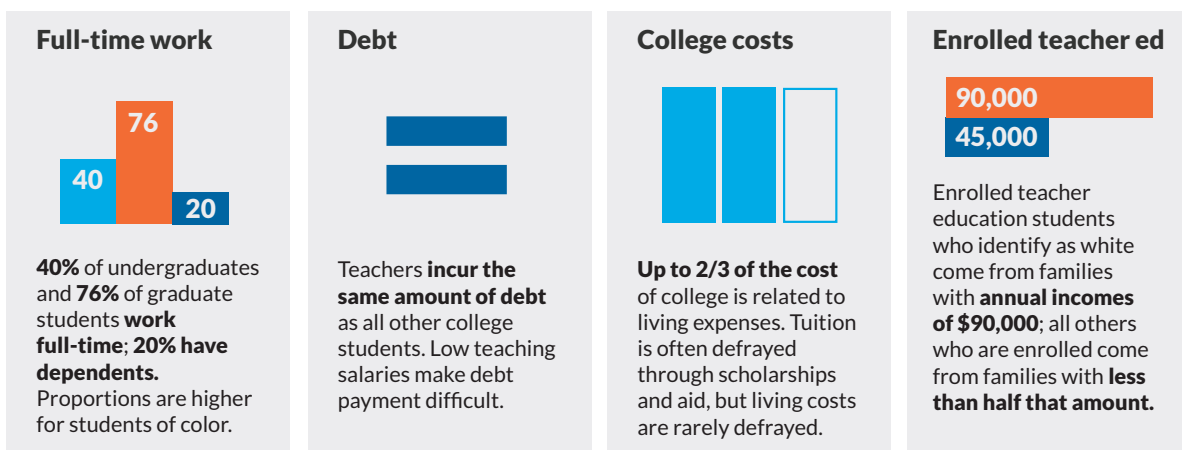 Full-time work
40
76
20
40% of undergraduates
and 76% of graduate
students work
full-time; 20% have
dependents.
Proportions are higher
for students of color.
Debt
Teachers incur the
same amount of debt
as all other college
students. Low teaching
salaries make debt
payment difficult.
College costs
Up to 2/3 of the cost
of college is related to
living expenses. Tuition
is often defrayed
through scholarships
and aid, but living costs
are rarely defrayed.
Enrolled teacher ed
90,000
45,000
Enrolled teacher
education students
who identify as white
come from families
with annual incomes
of $90,000; all others
who are enrolled come
from families with less
than half that amount.